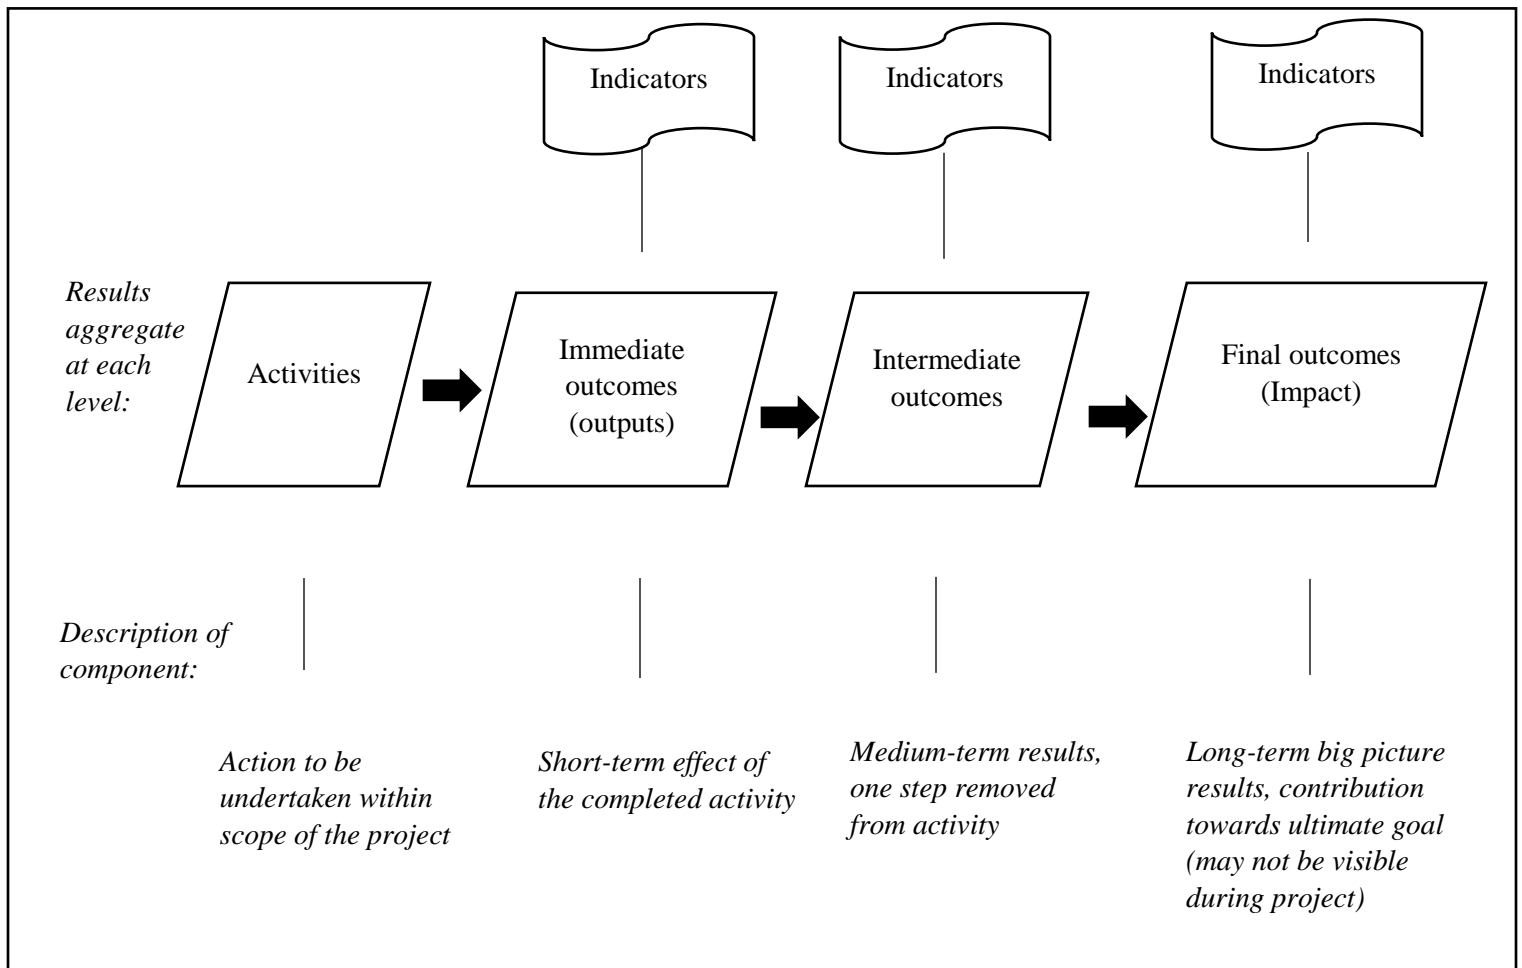 Indicators
Indicators
Indicators
Results
aggregate
at each
level:
Activities
Immediate
outcomes
(outputs)
Intermediate
outcomes
Final outcomes
(Impact)
Description of
component:
Action to be
undertaken within
scope of the project
Short-term effect of
the completed activity
Medium-term results,
one step removed
from activity
Long-term big picture
results, contribution
towards ultimate goal
(may not be visible
during project)